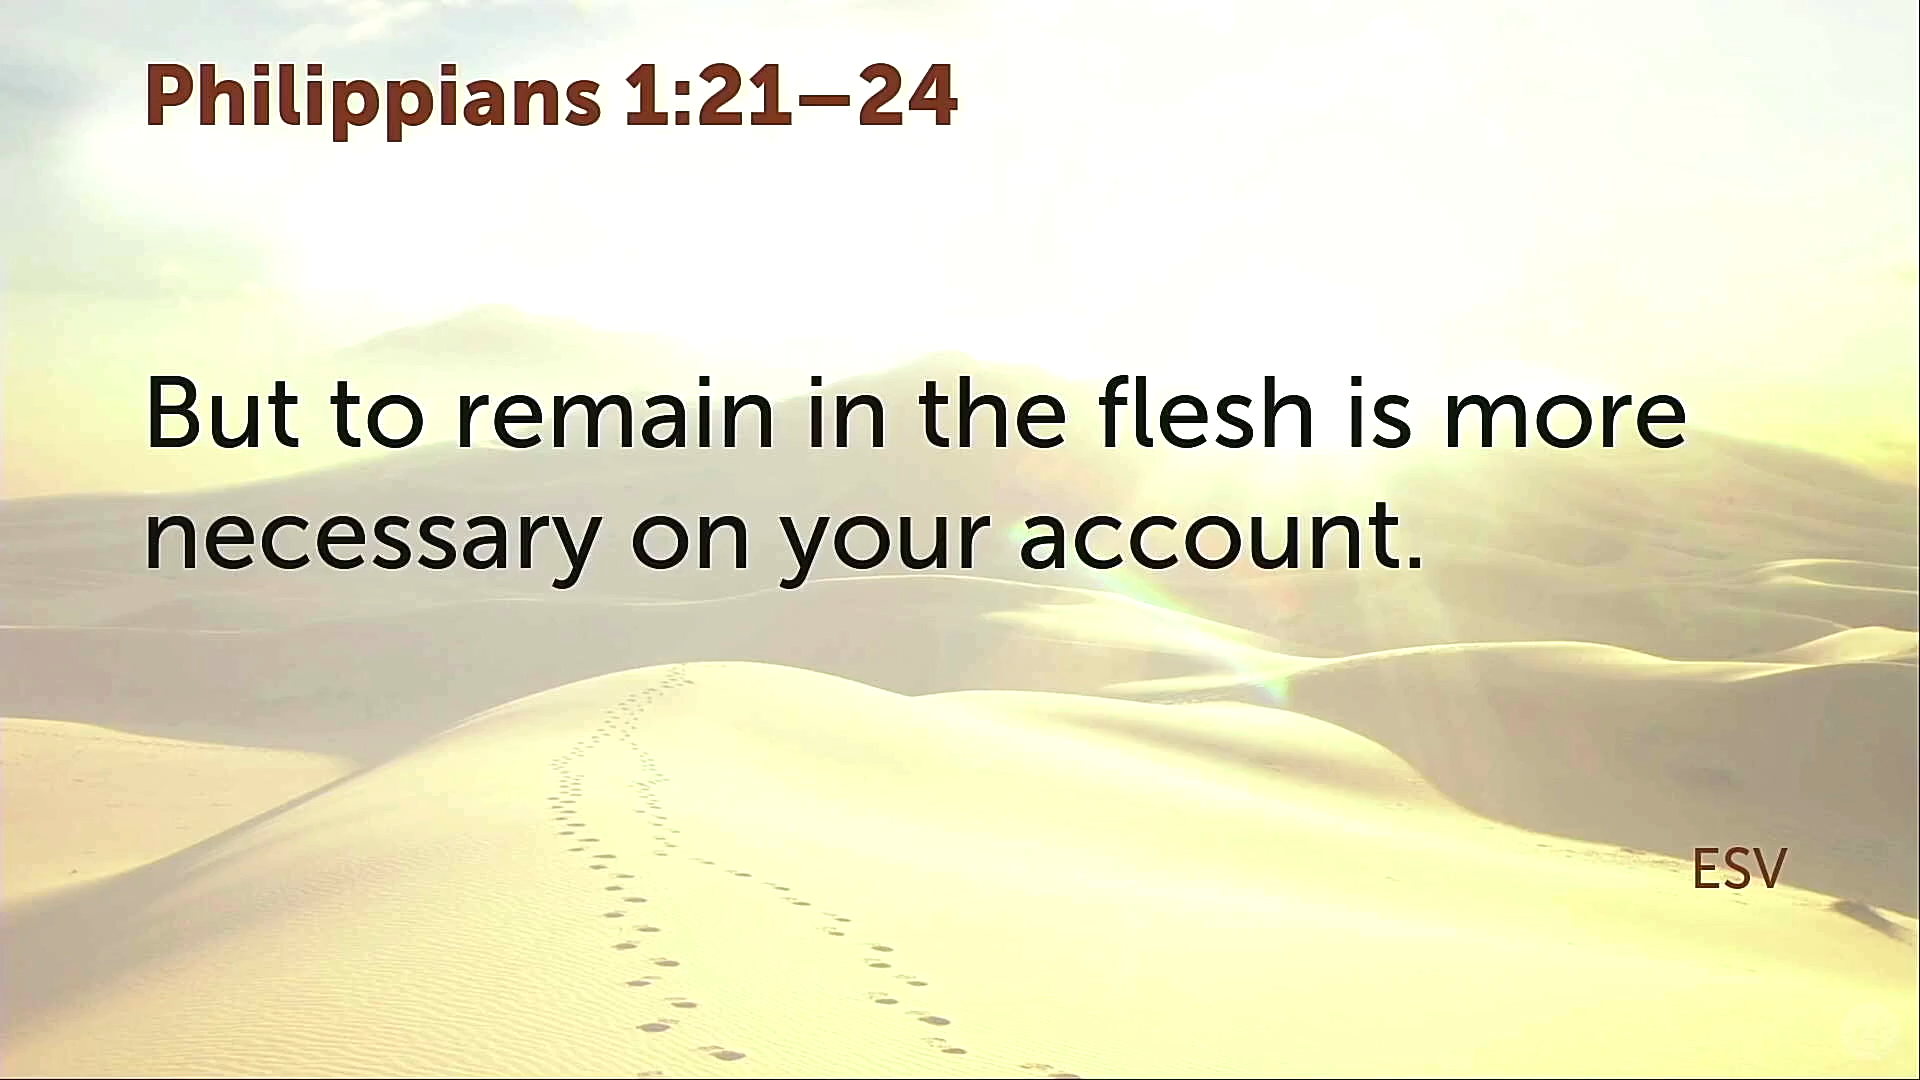 Philippians 1:21–24
But to remain in the flesh is more
necessary on your account.
ESV